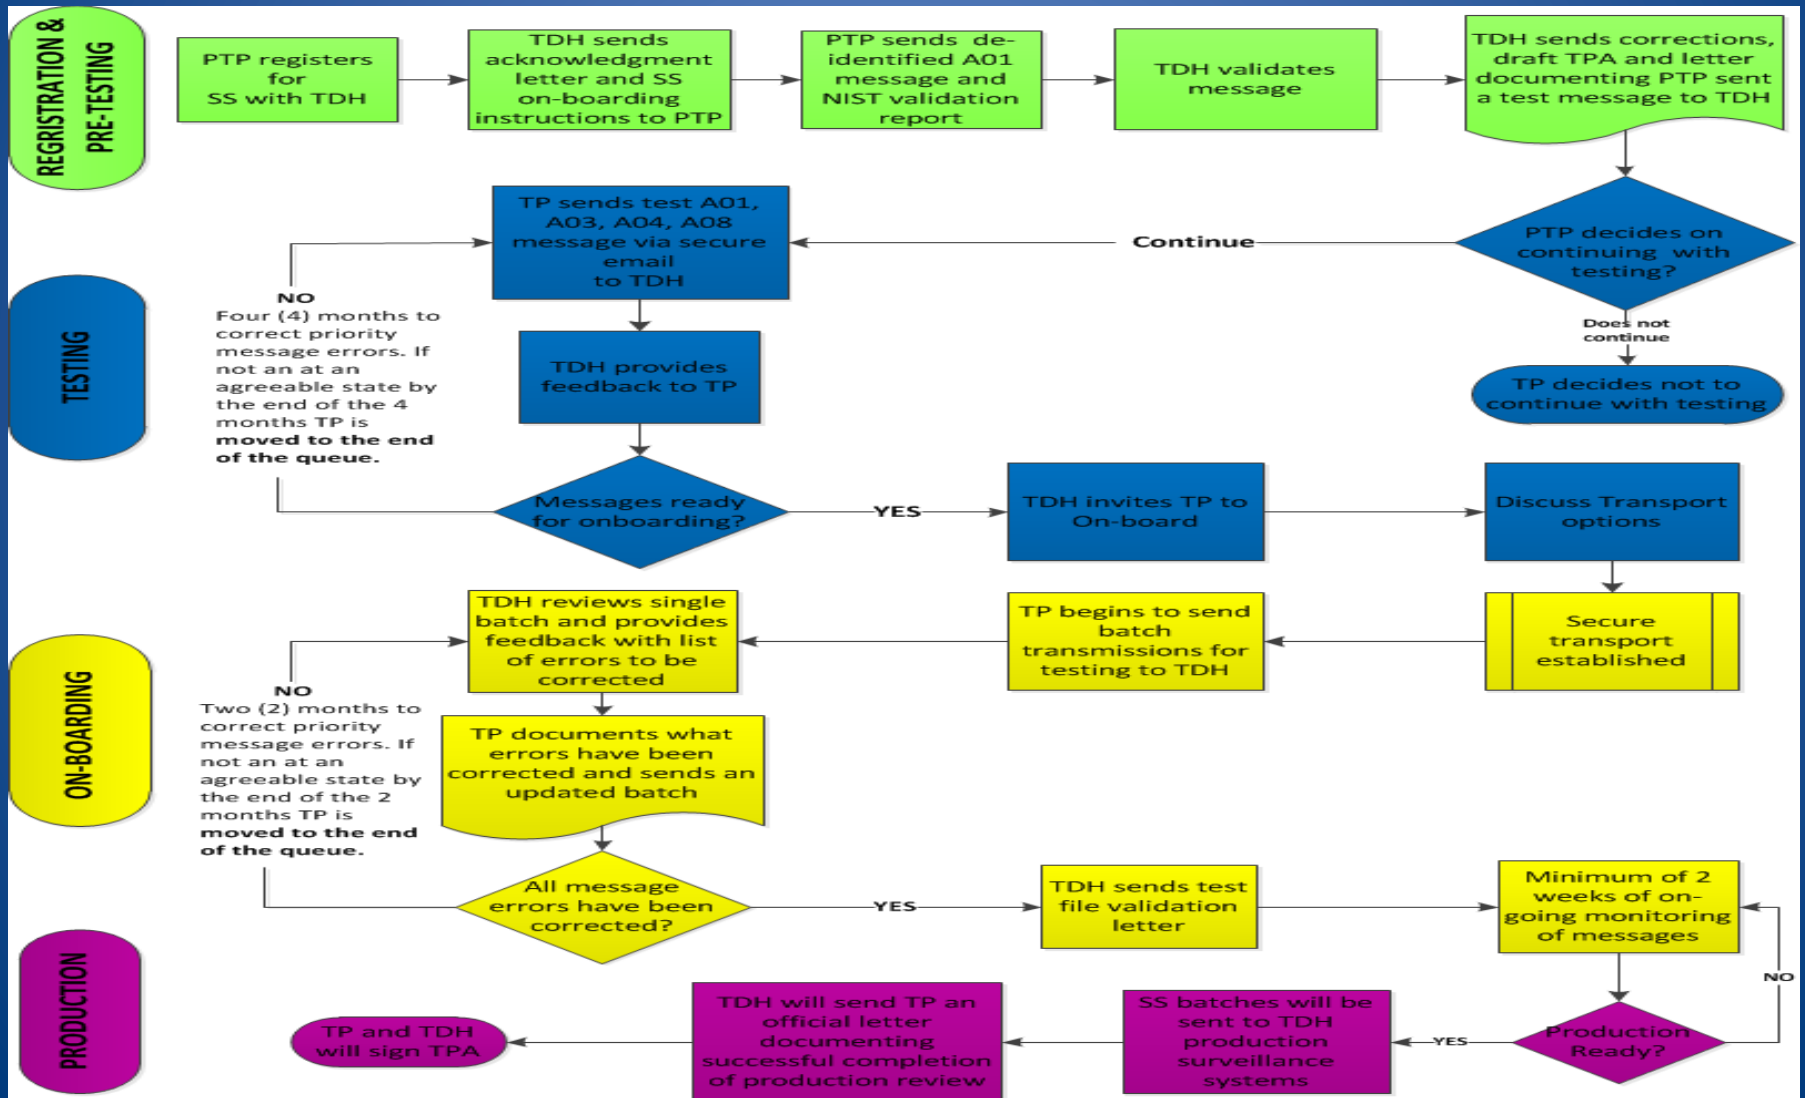 REGRISTRATION &
PRE-TESTING
PTP registers
for
SS with TDH
TDH sends
acknowledgment
letter and SS
on-boarding
instructions to PTP
PTP sends de-
identified A01
message and
NIST validation
report
TDH validates
message
TDH sends corrections,
draft TPA and letter
documenting PTP sent
a test message to TDH
TESTING
TP sends test A01,
A03, A04, A08
message via secure
email
to TDH
Continue
PTP decides on
continuing with
testing?
Does not
continue
TP decides not to
continue with testing
NO
Four (4) months to
correct priority
message errors. If
not an at an
agreeable state by
the end of the 4
months TP is
moved to the end
of the queue.
TDH provides
feedback to TP
Messages ready
for onboarding?
YES
TDH invites TP to
On-board
Discuss Transport
options
ON-BOARDING
TDH reviews single
batch and provides
feedback with list
of errors to be
corrected
TP begins to send
batch
transmissions for
testing to TDH
Secure
transport
established
NO
Two (2) months to
correct priority
message errors. If
not an at an
agreeable state by
the end of the 2
months TP is
moved to the end
of the queue.
TP documents what
errors have been
corrected and sends an
updated batch
All message
errors have been
corrected?
YES
TDH sends test
file validation
letter
Minimum of 2
weeks of on-
going monitoring
of messages
NO
PRODUCTION
TP and TDH
will sign TPA
TDH will send TP an
official letter
documenting
successful completion
of production review
SS batches will be
sent to TDH
production
surveillance
systems
YES
Production
Ready?